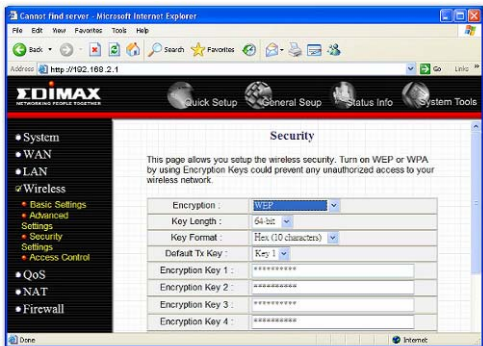 Cannot find server - Microsoft Internet Explorer
File Edit View Favorites Tools Help
Back Search Favorites
Address http://192.168.2.1 Go Links »
EDIMAX
NETWORKING PEOPLE TOGETHER
Quick Setup General Seup Status Info System Tools
System
WAN
LAN
Wireless
Basic Settings
Advanced Settings
Security Settings
Access Control
QoS
NAT
Firewall
Security
This page allows you setup the wireless security. Turn on WEP or WPA
by using Encryption Keys could prevent any unauthorized access to your
wireless network.
Encryption : WEP
Key Length : 64-bit
Key Format : Hex (10 characters)
Default Tx Key : Key 1
Encryption Key 1 : **********
Encryption Key 2 : **********
Encryption Key 3 : **********
Encryption Key 4 : **********
Done Internet